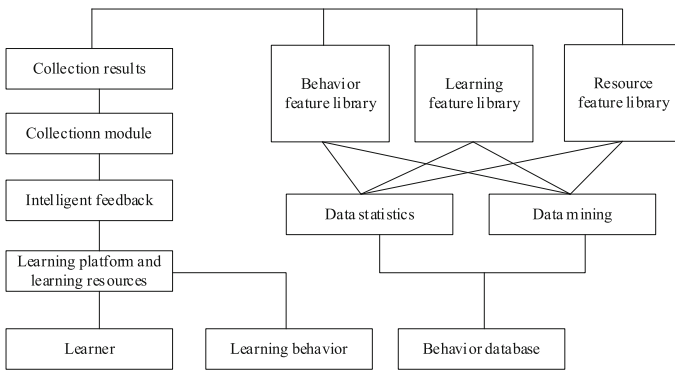 Collection results
Behavior
feature library
Learning
feature library
Resource
feature library
Collectionn module
Intelligent feedback
Data statistics
Data mining
Learning platform and
learning resources
Learner
Learning behavior
Behavior database